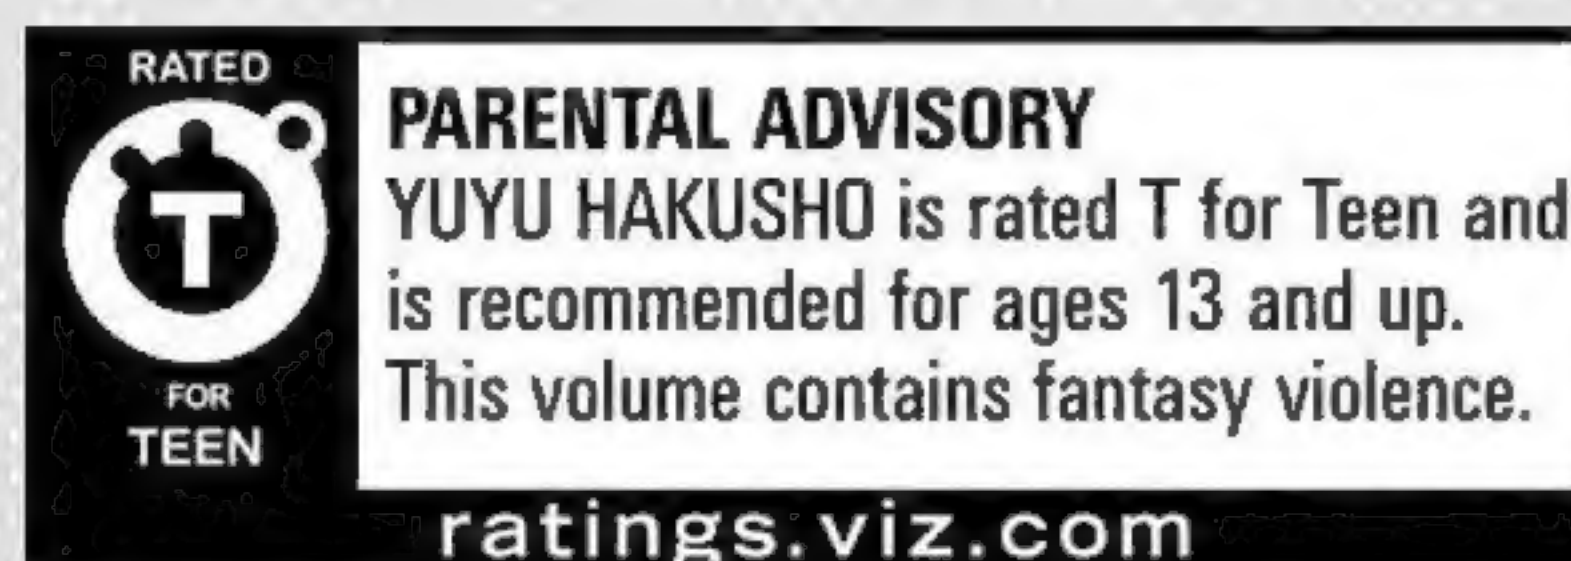 RATED
T
FOR
TEEN
PARENTAL ADVISORY
YUYU HAKUSHO is rated T for Teen and
is recommended for ages 13 and up.
This volume contains fantasy violence.
ratings.viz.com